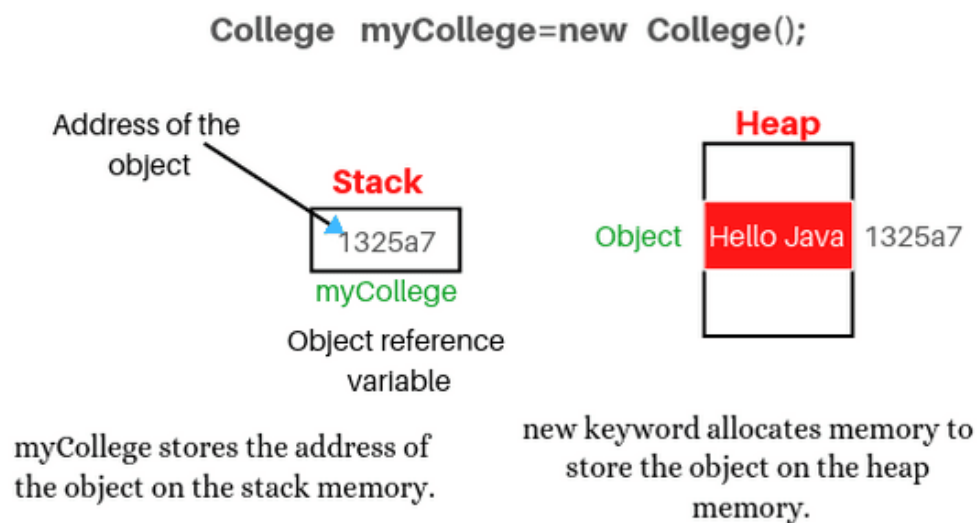 College myCollege=new College();
Address of the
object
Stack
1325a7
myCollege
Object reference
variable
myCollege stores the address of
the object on the stack memory.
Heap
Object
Hello Java
1325a7
new keyword allocates memory to
store the object on the heap
memory.